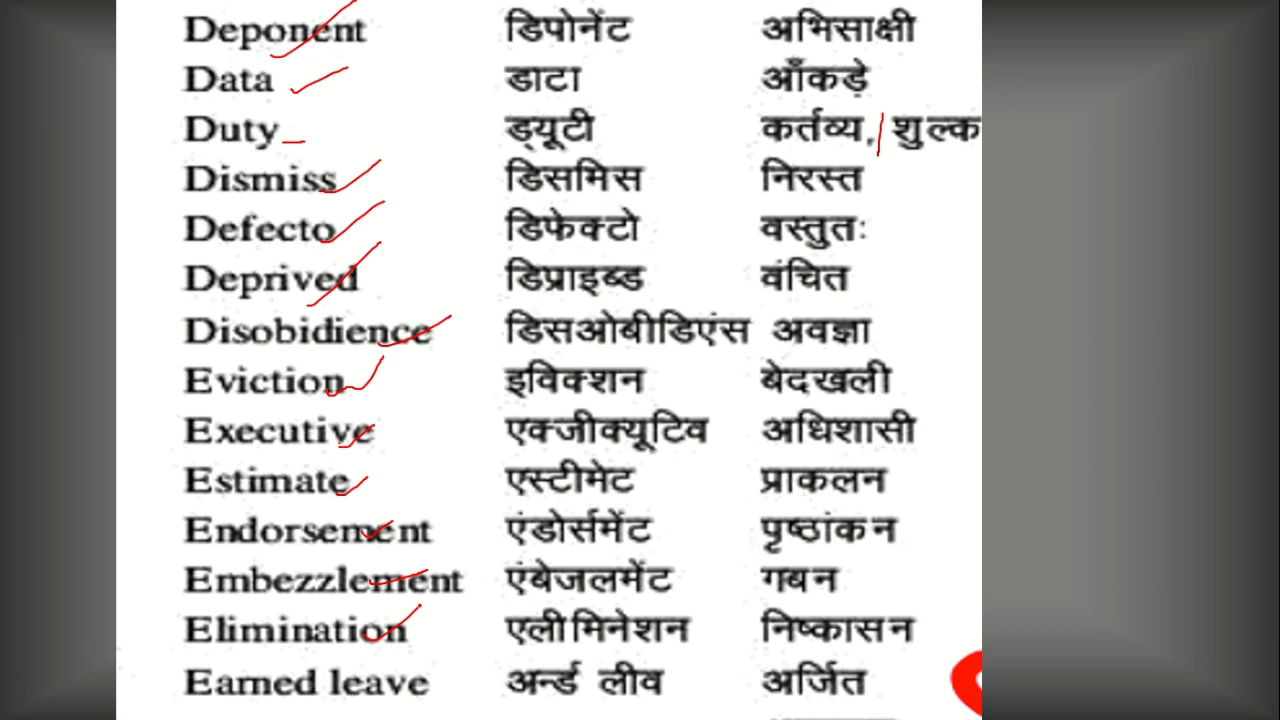 Deponent डिपोनेंट अभिसाक्षी
Data डाटा आँकड़े
Duty ड्यूटी कर्तव्य, शुल्क
Dismiss डिसमिस निरस्त
Defecto डिफेक्टो वस्तुतः
Deprived डिप्राइब्ड वंचित
Disobidience डिसओबीडिएंस अवज्ञा
Eviction इविक्शन बेदखली
Executive एक्जीक्यूटिव अधिशासी
Estimate एस्टीमेट प्राकलन
Endorsement एंडोर्समेंट पृष्ठांकन
Embezzlement एंबेजलमेंट गबन
Elimination एलीमिनेशन निष्कासन
Earned leave अर्न्ड लीव अर्जित